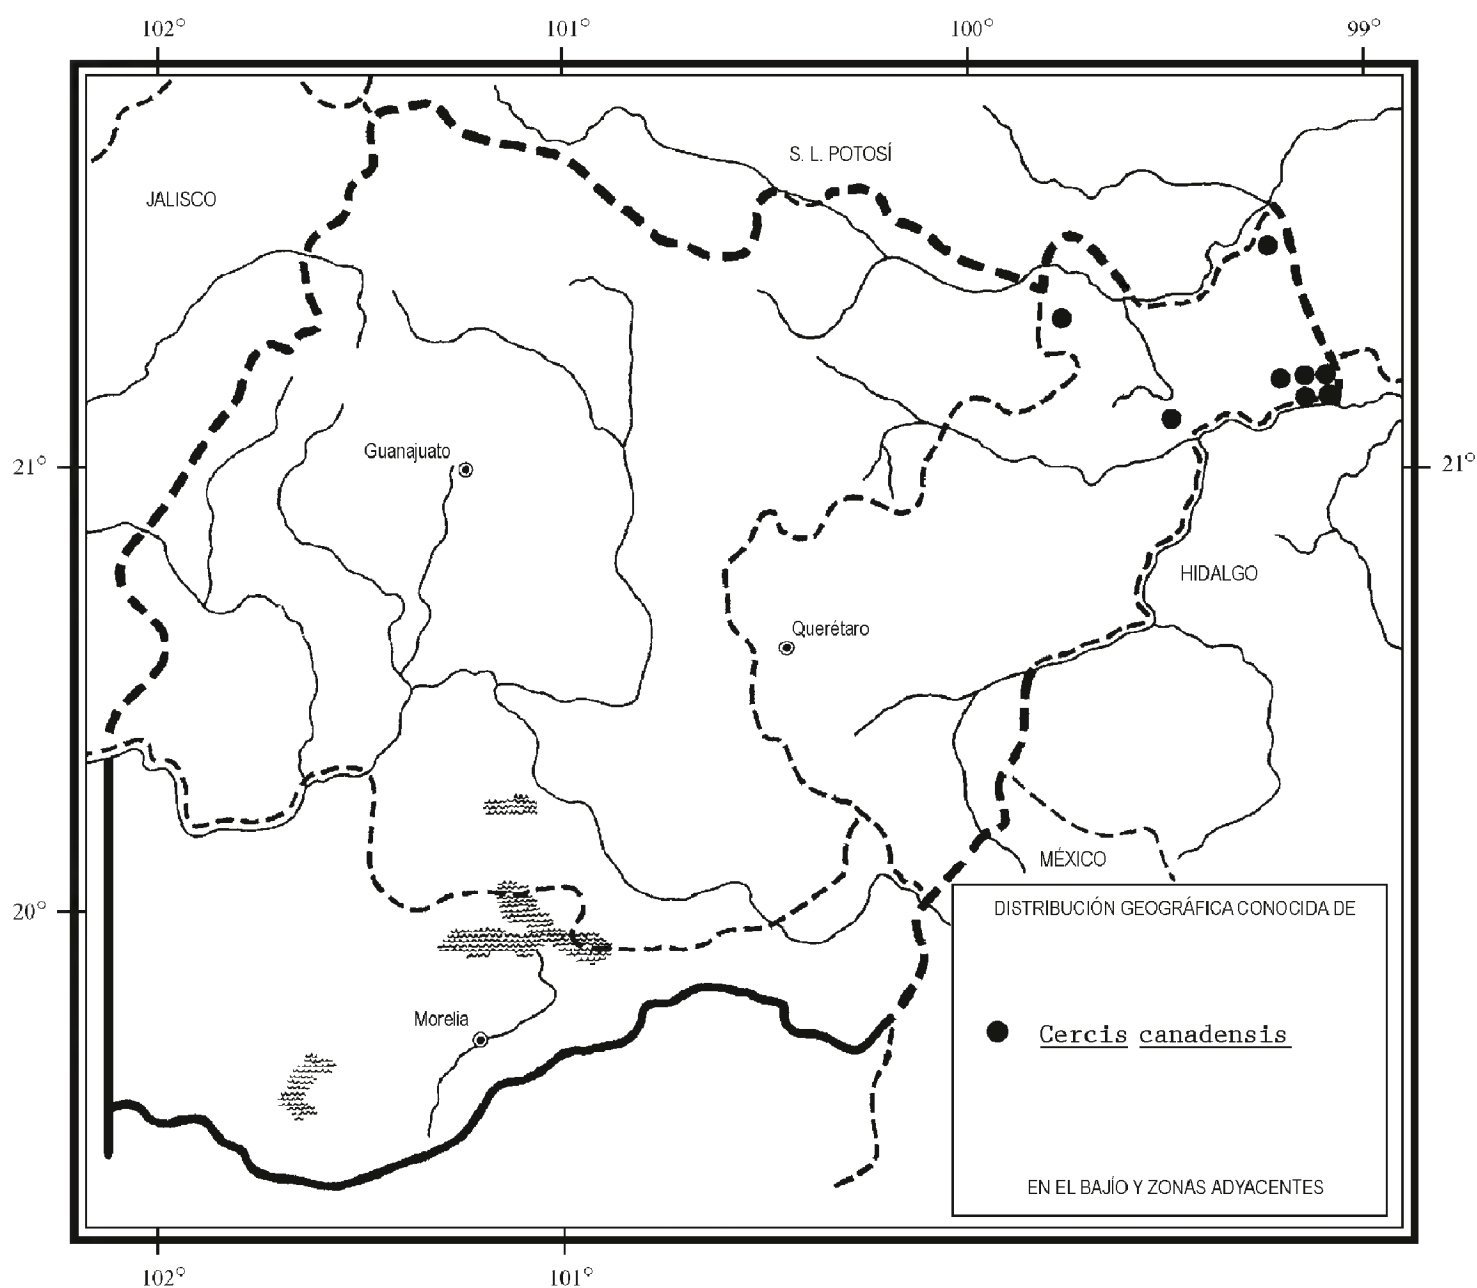 102° 101° 100° 99°
S. L. POTOSÍ
JALISCO
Guanajuato
21° 21°
HIDALGO
Querétaro
MÉXICO
20°
DISTRIBUCIÓN GEOGRÁFICA CONOCIDA DE
Morelia
Cercis canadensis
EN EL BAJÍO Y ZONAS ADYACENTES
102° 101°